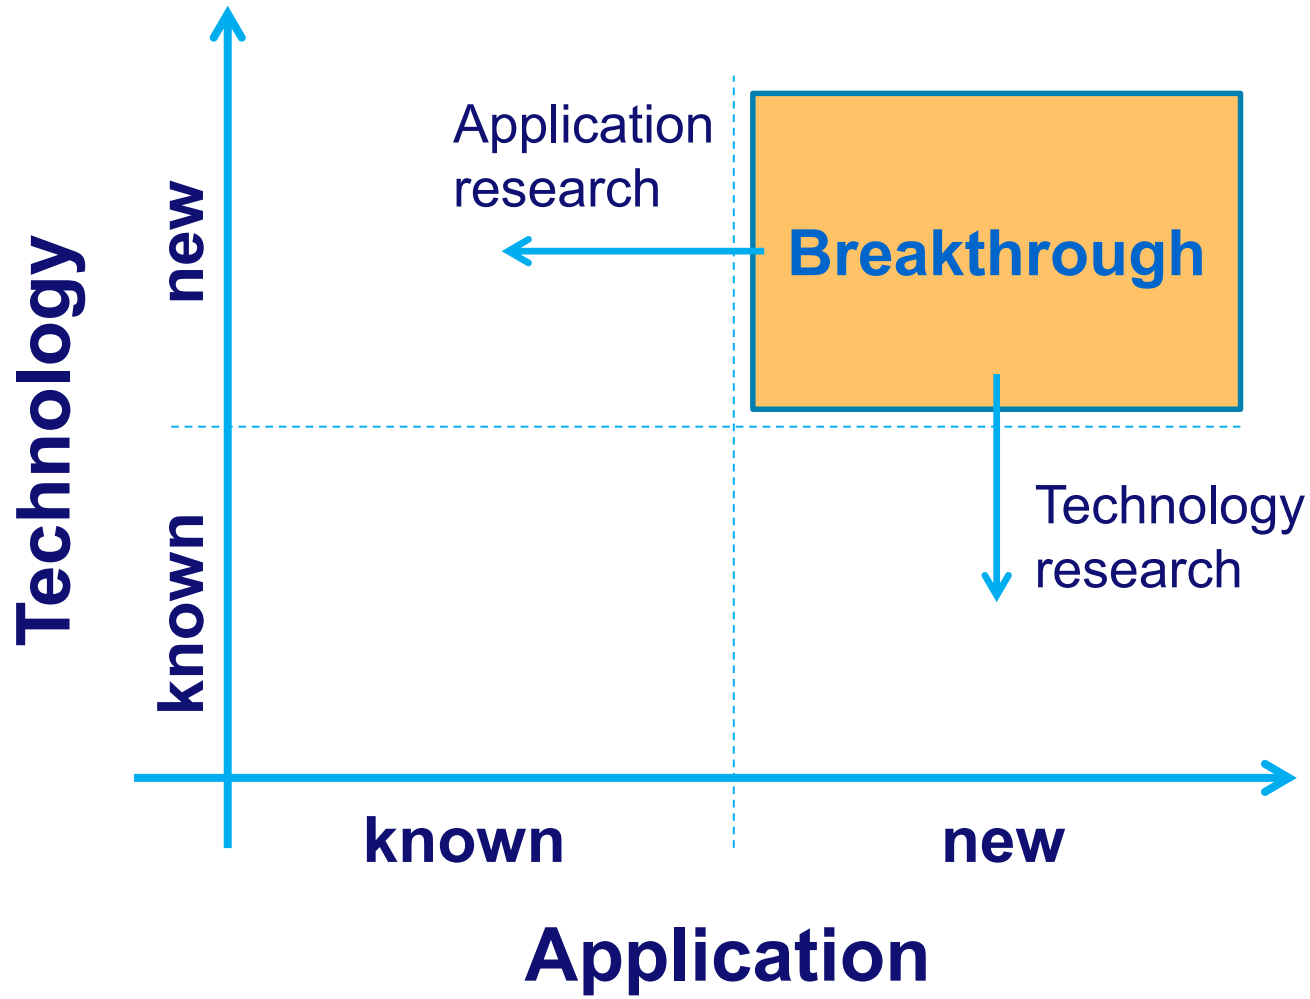 Application
research
Breakthrough
Technology
new
known
Technology
research
known
new
Application